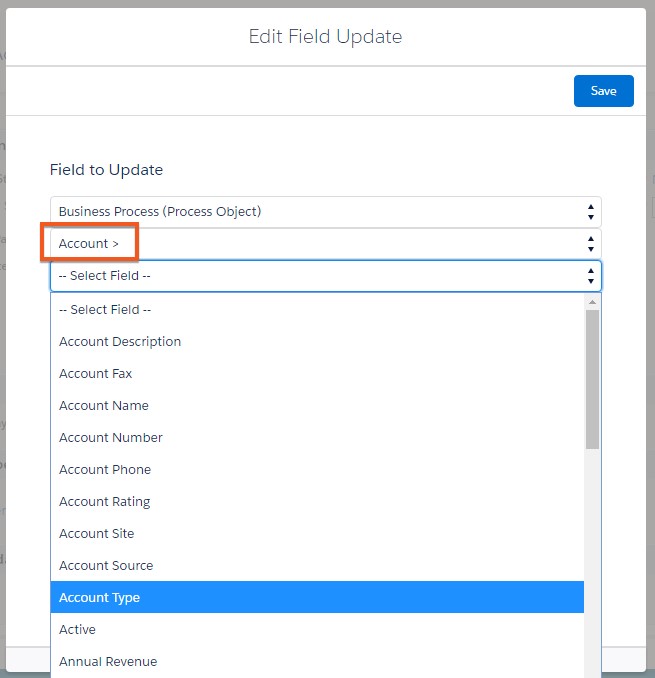 Edit Field Update
Save
Field to Update
Business Process (Process Object)
Account >
-- Select Field --
-- Select Field --
Account Description
Account Fax
Account Name
Account Number
Account Phone
Account Rating
Account Site
Account Source
Account Type
Active
Annual Revenue